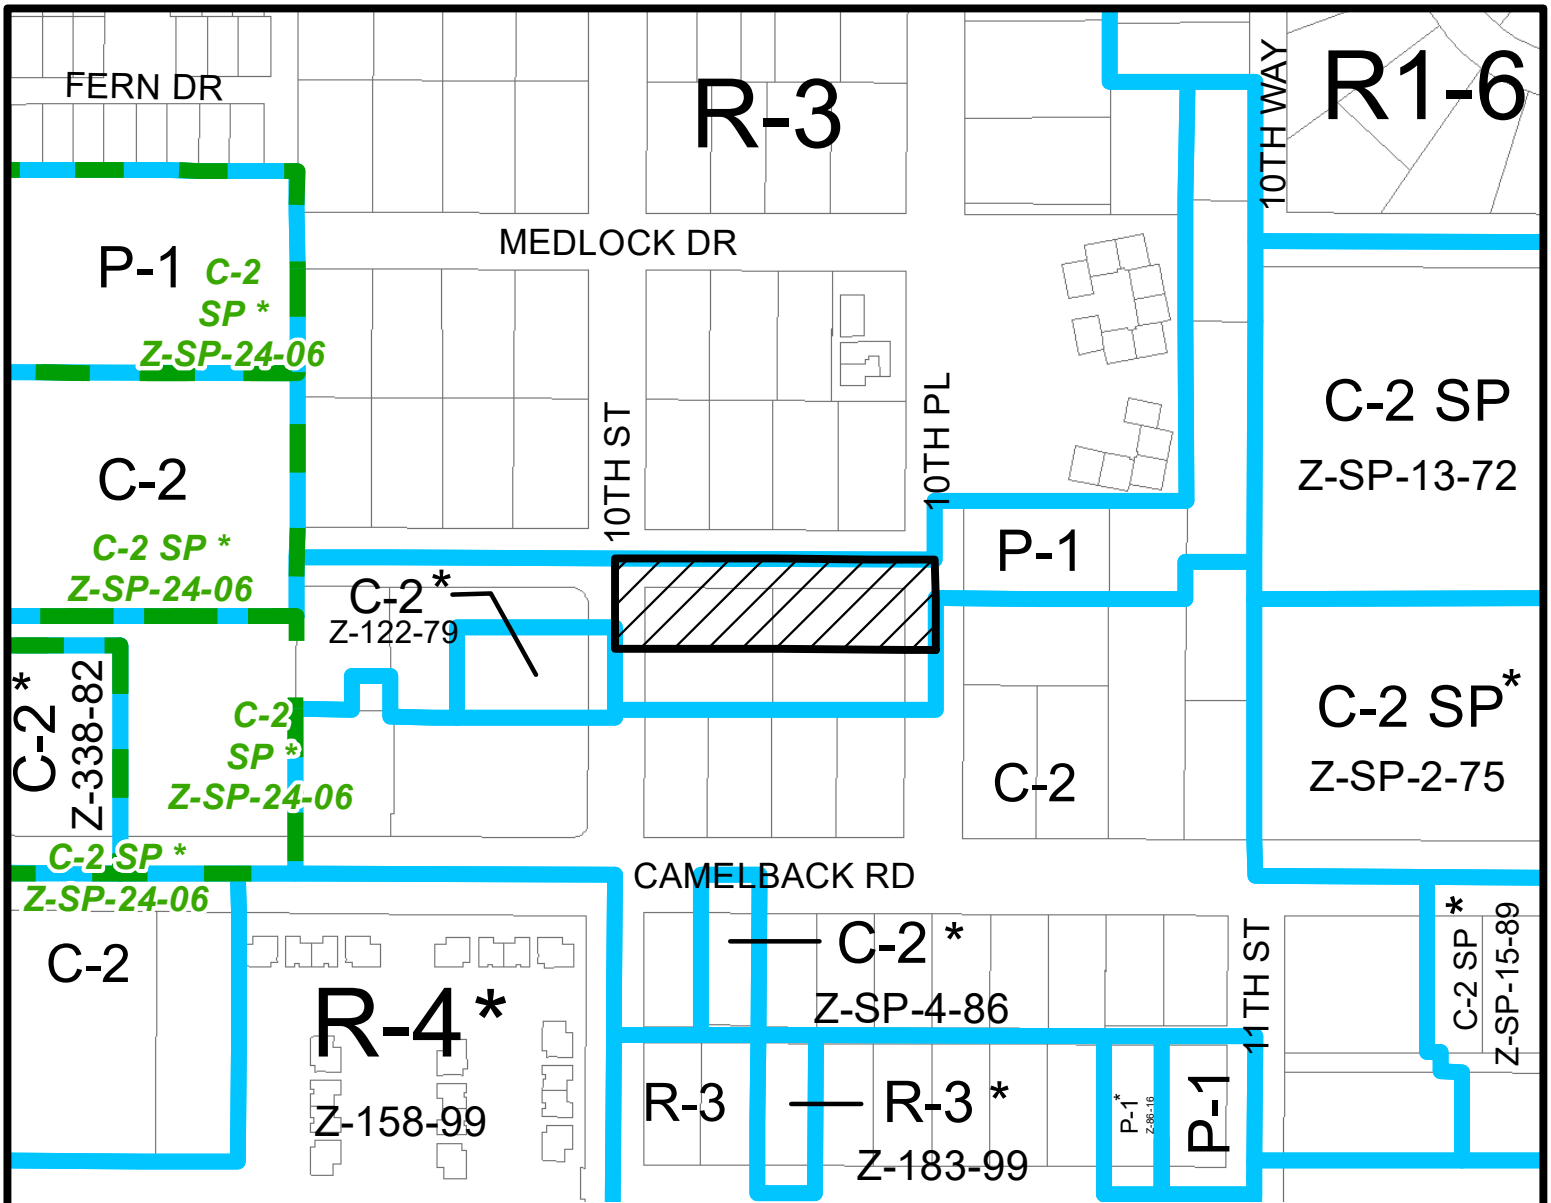 FERN DR
R-3
10TH WAY
R1-6
P-1
C-2
SP *
Z-SP-24-06
MEDLOCK DR
C-2
C-2 SP *
Z-SP-24-06
10TH ST
10TH PL
C-2 SP
Z-SP-13-72
P-1
C-2 *
Z-122-79
C-2 *
Z-338-82
C-2
SP *
Z-SP-24-06
C-2
C-2 SP*
Z-SP-2-75
C-2 SP *
Z-SP-24-06
CAMELBACK RD
C-2
R-4 *
Z-158-99
C-2 *
Z-SP-4-86
11TH ST
C-2 SP *
Z-SP-15-89
R-3
R-3 *
Z-183-99
P-1*
Z-86-16
P-1